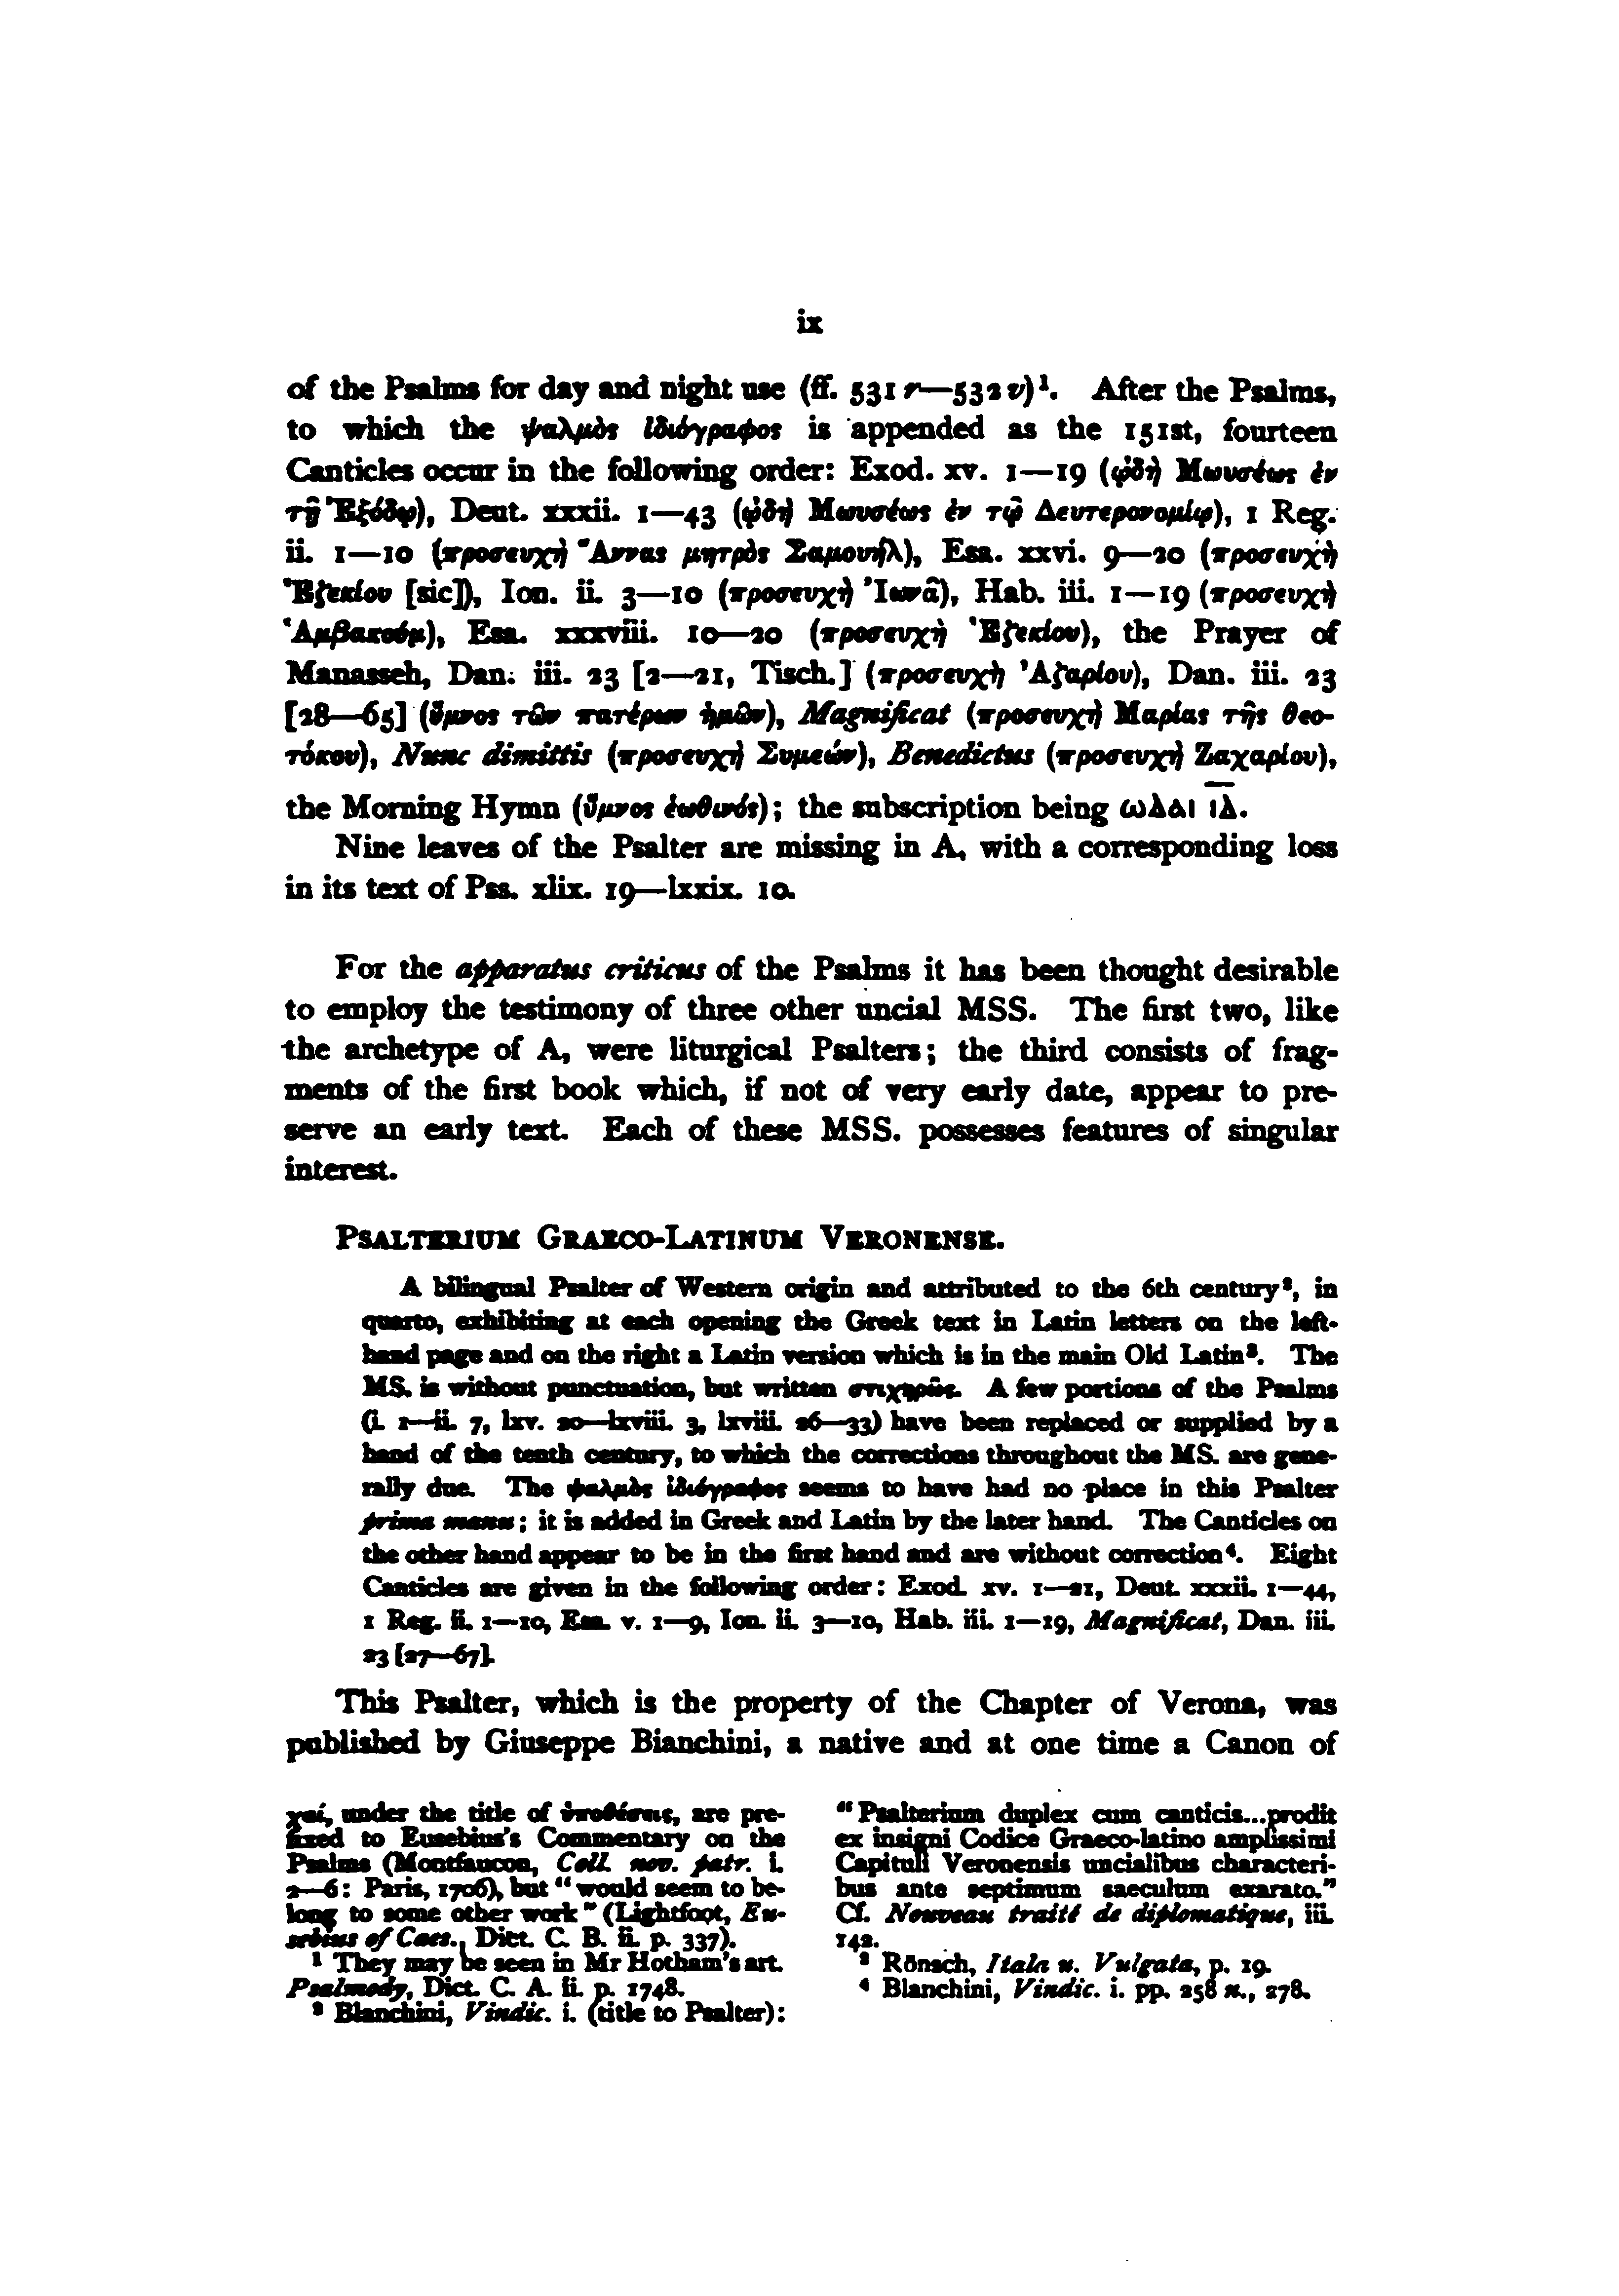 ix
of the Psalms for day and night use (ff. 531 r—532 v)¹. After the Psalms,
to which the ψαλμὸς ἰδιόγραφος is appended as the 151st, fourteen
Canticles occur in the following order: Exod. xv. 1—19 (ᾠδὴ Μωυσέως ἐν
τῇ Ἐξόδῳ), Deut. xxxii. 1—43 (ᾠδὴ Μωυσέως ἐν τῷ Δευτερονομίῳ), 1 Reg.
ii. 1—10 (προσευχὴ Ἅννας μητρὸς Σαμουήλ), Esa. xxvi. 9—20 (προσευχὴ
Ἐζεκίου [sic]), Ion. ii. 3—10 (προσευχὴ Ἰωνᾶ), Hab. iii. 1—19 (προσευχὴ
Ἁμβακούμ), Esa. xxxviii. 10—20 (προσευχὴ Ἐζεκίου), the Prayer of
Manasseh, Dan. iii. 23 [2—21, Tisch.] (προσευχὴ Ἀζαρίου), Dan. iii. 23
[28—65] (ὕμνος τῶν πατέρων ἡμῶν), Magnificat (προσευχὴ Μαρίας τῆς θεο-
τόκου), Nunc dimittis (προσευχὴ Συμεών), Benedictus (προσευχὴ Ζαχαρίου),
the Morning Hymn (ὕμνος ἑωθινός); the subscription being ωδαι ι̅δ̅.
Nine leaves of the Psalter are missing in A, with a corresponding loss
in its text of Pss. xlix. 19—lxxix. 10.
For the apparatus criticus of the Psalms it has been thought desirable
to employ the testimony of three other uncial MSS. The first two, like
the archetype of A, were liturgical Psalters; the third consists of frag-
ments of the first book which, if not of very early date, appear to pre-
serve an early text. Each of these MSS. possesses features of singular
interest.
PSALTERIUM GRAECO-LATINUM VERONENSE.
A bilingual Psalter of Western origin and attributed to the 6th century², in
quarto, exhibiting at each opening the Greek text in Latin letters on the left-
hand page and on the right a Latin version which is in the main Old Latin³. The
MS. is without punctuation, but written στιχηρῶς. A few portions of the Psalms
(i. 1—ii. 7, lxv. 20—lxviii. 3, lxviii. 26—33) have been replaced or supplied by a
hand of the tenth century, to which the corrections throughout the MS. are gene-
rally due. The ψαλμὸς ἰδιόγραφος seems to have had no place in this Psalter
prima manu; it is added in Greek and Latin by the later hand. The Canticles on
the other hand appear to be in the first hand and are without correction⁴. Eight
Canticles are given in the following order: Exod. xv. 1—21, Deut. xxxii. 1—44,
1 Reg. ii. 1—10, Esa. v. 1—9, Ion. ii. 3—10, Hab. iii. 1—19, Magnificat, Dan. iii.
23 [27—67].
This Psalter, which is the property of the Chapter of Verona, was
published by Giuseppe Bianchini, a native and at one time a Canon of
χαί, under the title of ὑποθέσεις, are pre-
fixed to Eusebius's Commentary on the
Psalms (Montfaucon, Coll. nov. patr. i.
2—6: Paris, 1706), but "would seem to be-
long to some other work" (Lightfoot, Eu-
sebius of Caes., Dict. C. B. ii. p. 337).
¹ They may be seen in Mr Hotham's art.
Psalmody, Dict. C. A. ii. p. 1748.
² Blanchini, Vindic. i. (title to Psalter):
"Psalterium duplex cum canticis...prodit
ex insigni Codice Graeco-latino amplissimi
Capituli Veronensis uncialibus characteri-
bus ante septimum saeculum exarato."
Cf. Nouveau traité de diplomatique, iii.
142.
³ Rönsch, Itala u. Vulgata, p. 19.
⁴ Blanchini, Vindic. i. pp. 258 n., 278.